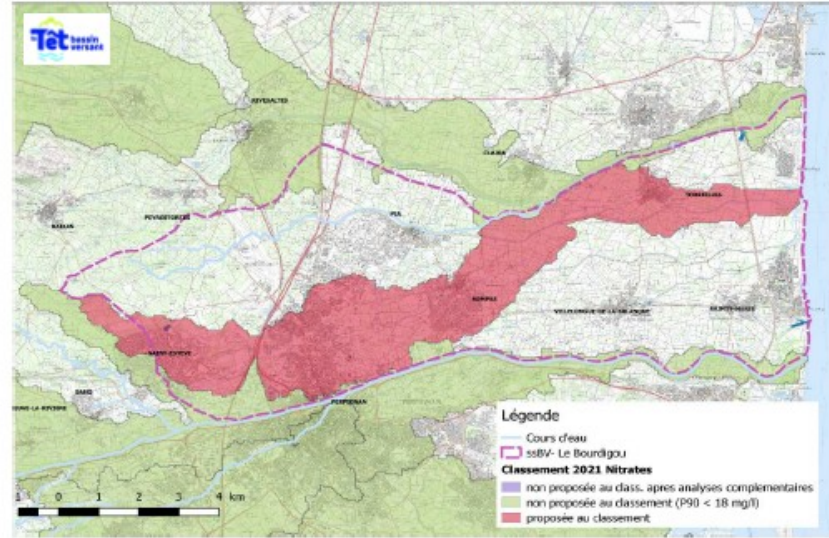 la Têt bassin
versant
RIVESALTES
CLAIRA
TORREILLES
PEYRESTORTES
PIA
BAIXAS
BOMPAS
VILLELONGUE-DE-LA-SALANQUE
SAINTE-MARIE
SAINT-ESTEVE
BAHO
PERPIGNAN
Légende
Cours d'eau
ssBV- Le Bourdigou
Classement 2021 Nitrates
non proposée au class. apres analyses complementaires
non proposée au classement (P90 < 18 mg/l)
proposée au classement
1 0 1 2 3 4 km